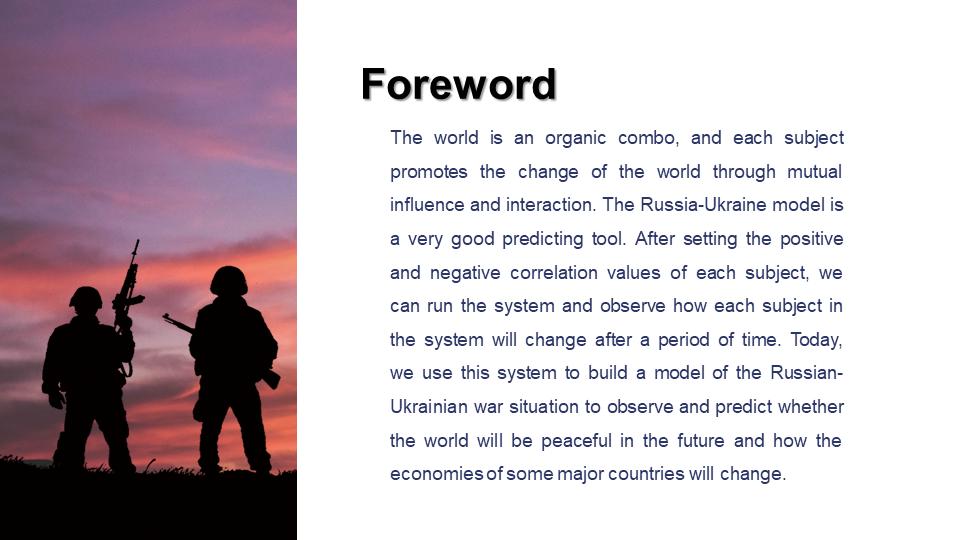 Foreword
The world is an organic combo, and each subject
promotes the change of the world through mutual
influence and interaction. The Russia-Ukraine model is
a very good predicting tool. After setting the positive
and negative correlation values of each subject, we
can run the system and observe how each subject in
the system will change after a period of time. Today,
we use this system to build a model of the Russian-
Ukrainian war situation to observe and predict whether
the world will be peaceful in the future and how the
economies of some major countries will change.